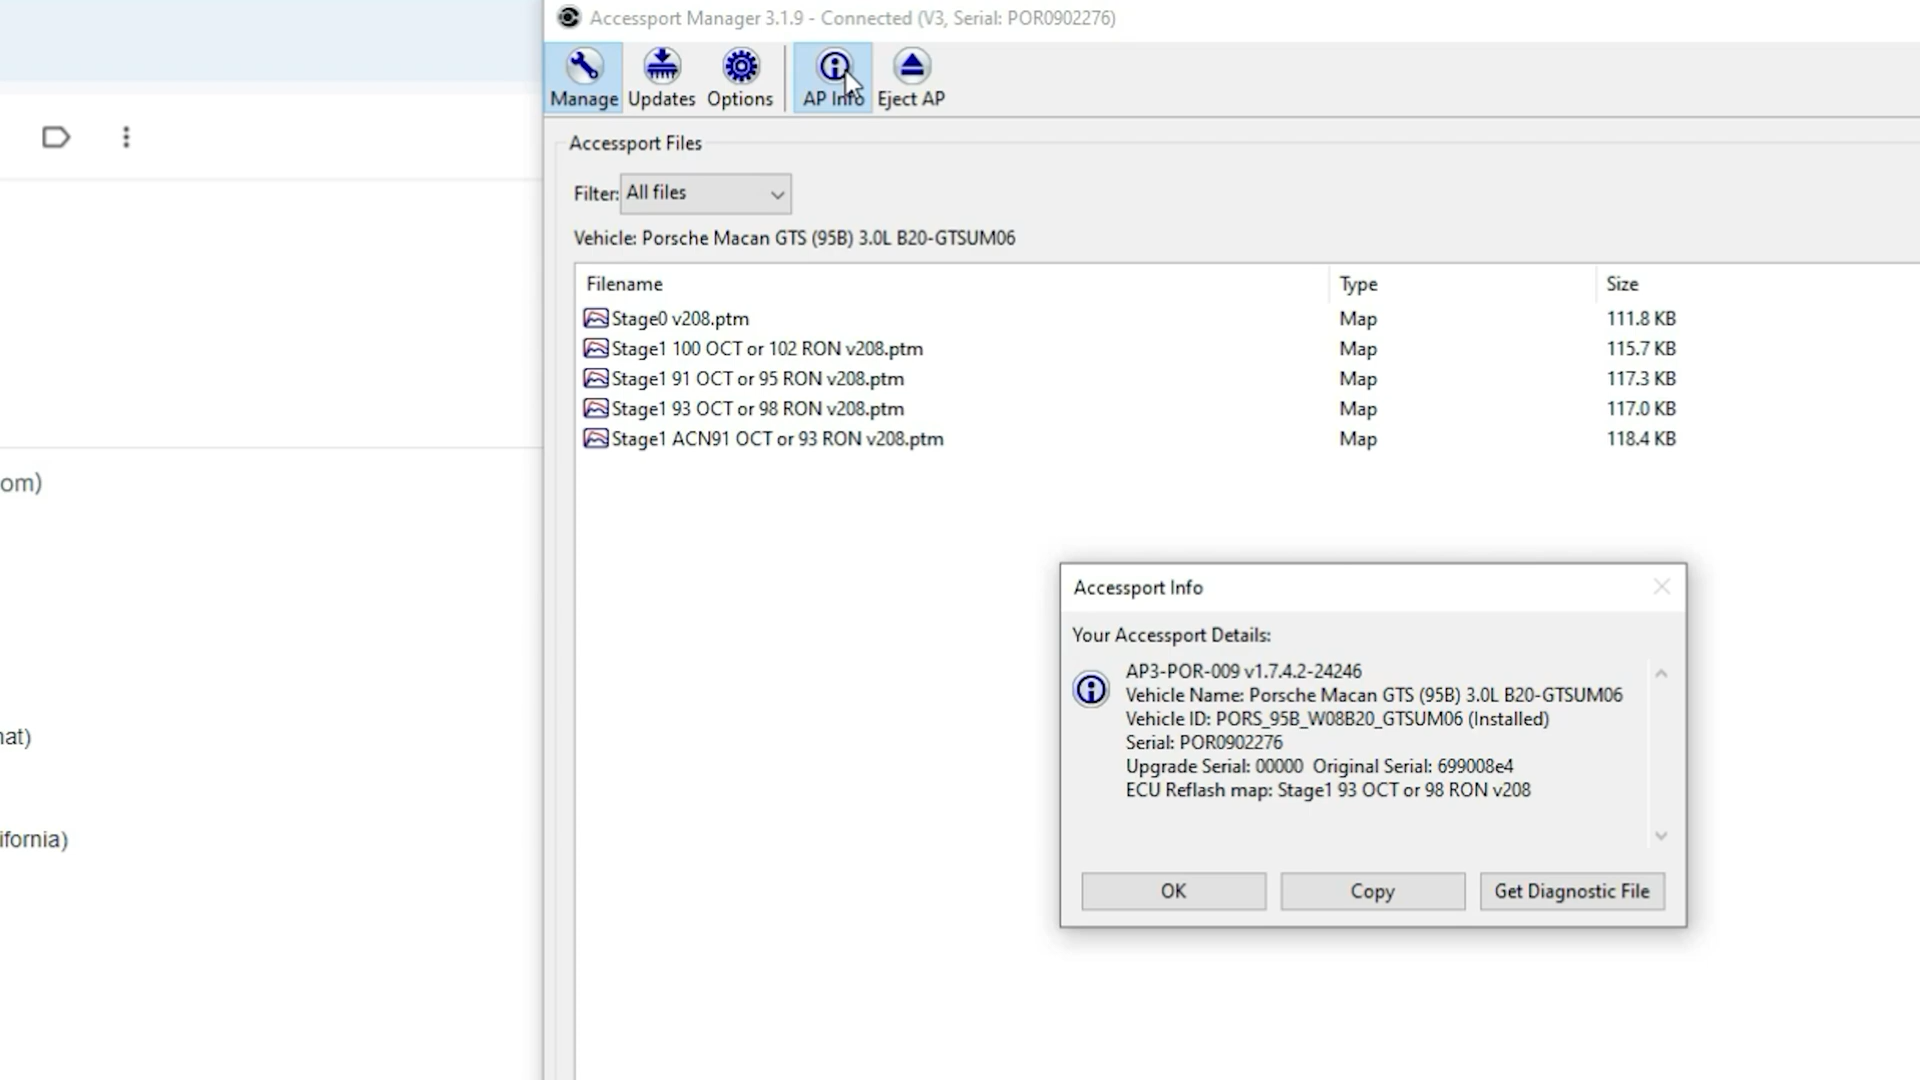 Accessport Manager 3.1.9 - Connected (V3, Serial: POR0902276)
Manage Updates Options AP Info Eject AP
Accessport Files
Filter: All files
Vehicle: Porsche Macan GTS (95B) 3.0L B20-GTSUM06
Filename Type Size
Stage0 v208.ptm Map 111.8 KB
Stage1 100 OCT or 102 RON v208.ptm Map 115.7 KB
Stage1 91 OCT or 95 RON v208.ptm Map 117.3 KB
Stage1 93 OCT or 98 RON v208.ptm Map 117.0 KB
Stage1 ACN91 OCT or 93 RON v208.ptm Map 118.4 KB
om)
nat)
ifornia)
Accessport Info
Your Accessport Details:
AP3-POR-009 v1.7.4.2-24246
Vehicle Name: Porsche Macan GTS (95B) 3.0L B20-GTSUM06
Vehicle ID: PORS_95B_W08B20_GTSUM06 (Installed)
Serial: POR0902276
Upgrade Serial: 00000 Original Serial: 699008e4
ECU Reflash map: Stage1 93 OCT or 98 RON v208
OK Copy Get Diagnostic File